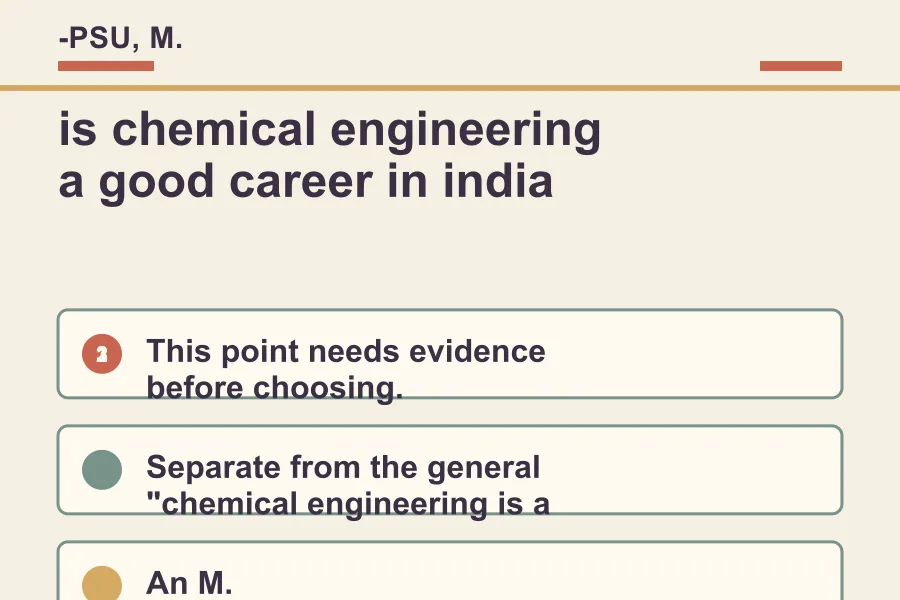 -PSU, M.
is chemical engineering
a good career in india
This point needs evidence
before choosing.
Separate from the general
"chemical engineering is a
An M.